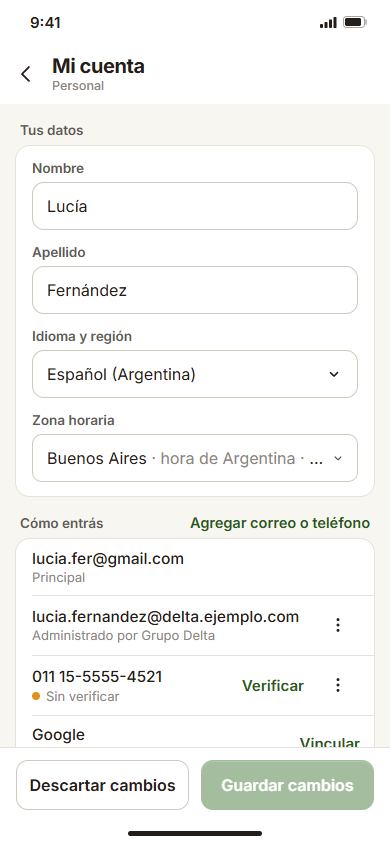 9:41
Mi cuenta
Personal
Tus datos
Nombre
Lucía
Apellido
Fernández
Idioma y región
Español (Argentina)
Zona horaria
Buenos Aires · hora de Argentina · ...
Cómo entrás Agregar correo o teléfono
lucia.fer@gmail.com
Principal
lucia.fernandez@delta.ejemplo.com
Administrado por Grupo Delta
011 15-5555-4521
Sin verificar
Verificar
Google
Vincular
Descartar cambios Guardar cambios